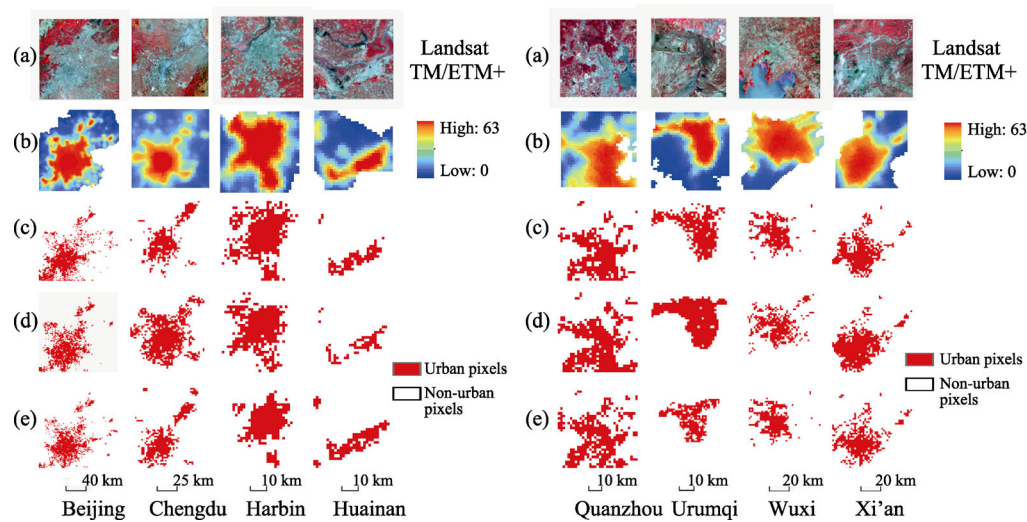 (a) Landsat TM/ETM+
(b) High: 63
Low: 0
(c)
(d)
Urban pixels
Non-urban pixels
(e)
40 km 25 km 10 km 10 km
Beijing Chengdu Harbin Huainan
(a) Landsat TM/ETM+
(b) High: 63
Low: 0
(c)
(d)
Urban pixels
Non-urban pixels
(e)
10 km 10 km 20 km 20 km
Quanzhou Urumqi Wuxi Xi’an